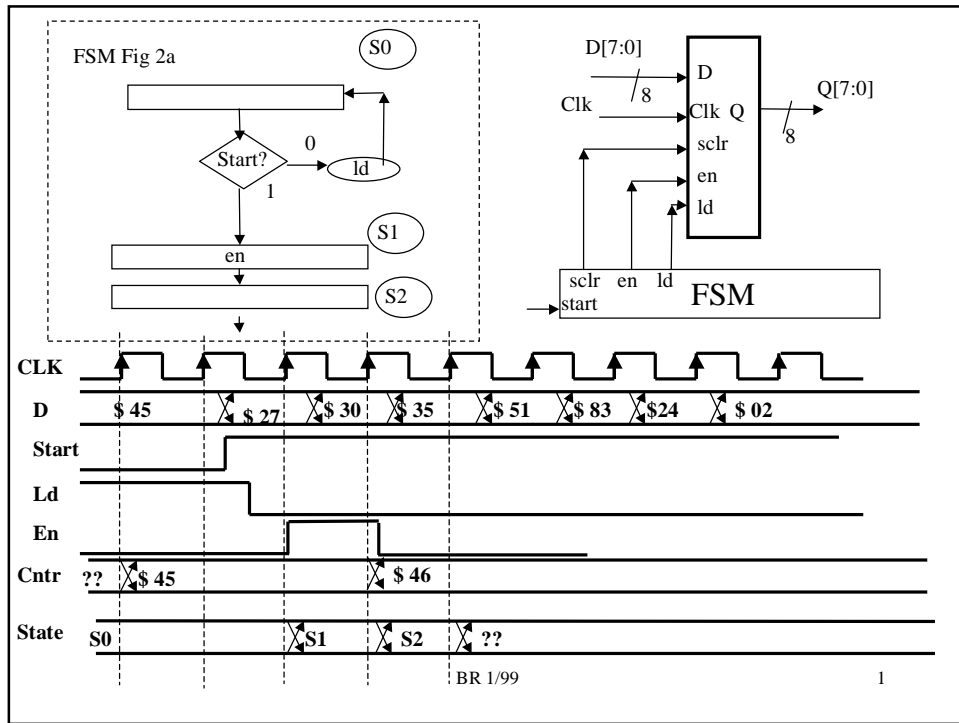 FSM Fig 2a
S0
Start?
0
ld
1
S1
en
S2
D[7:0]
8
D
Clk
Clk Q
Q[7:0]
8
sclr
en
ld
sclr en ld
start
FSM
CLK
D $ 45 $ 27 $ 30 $ 35 $ 51 $ 83 $24 $ 02
Start
Ld
En
Cntr ?? $ 45 $ 46
State S0 S1 S2 ??
BR 1/99 1